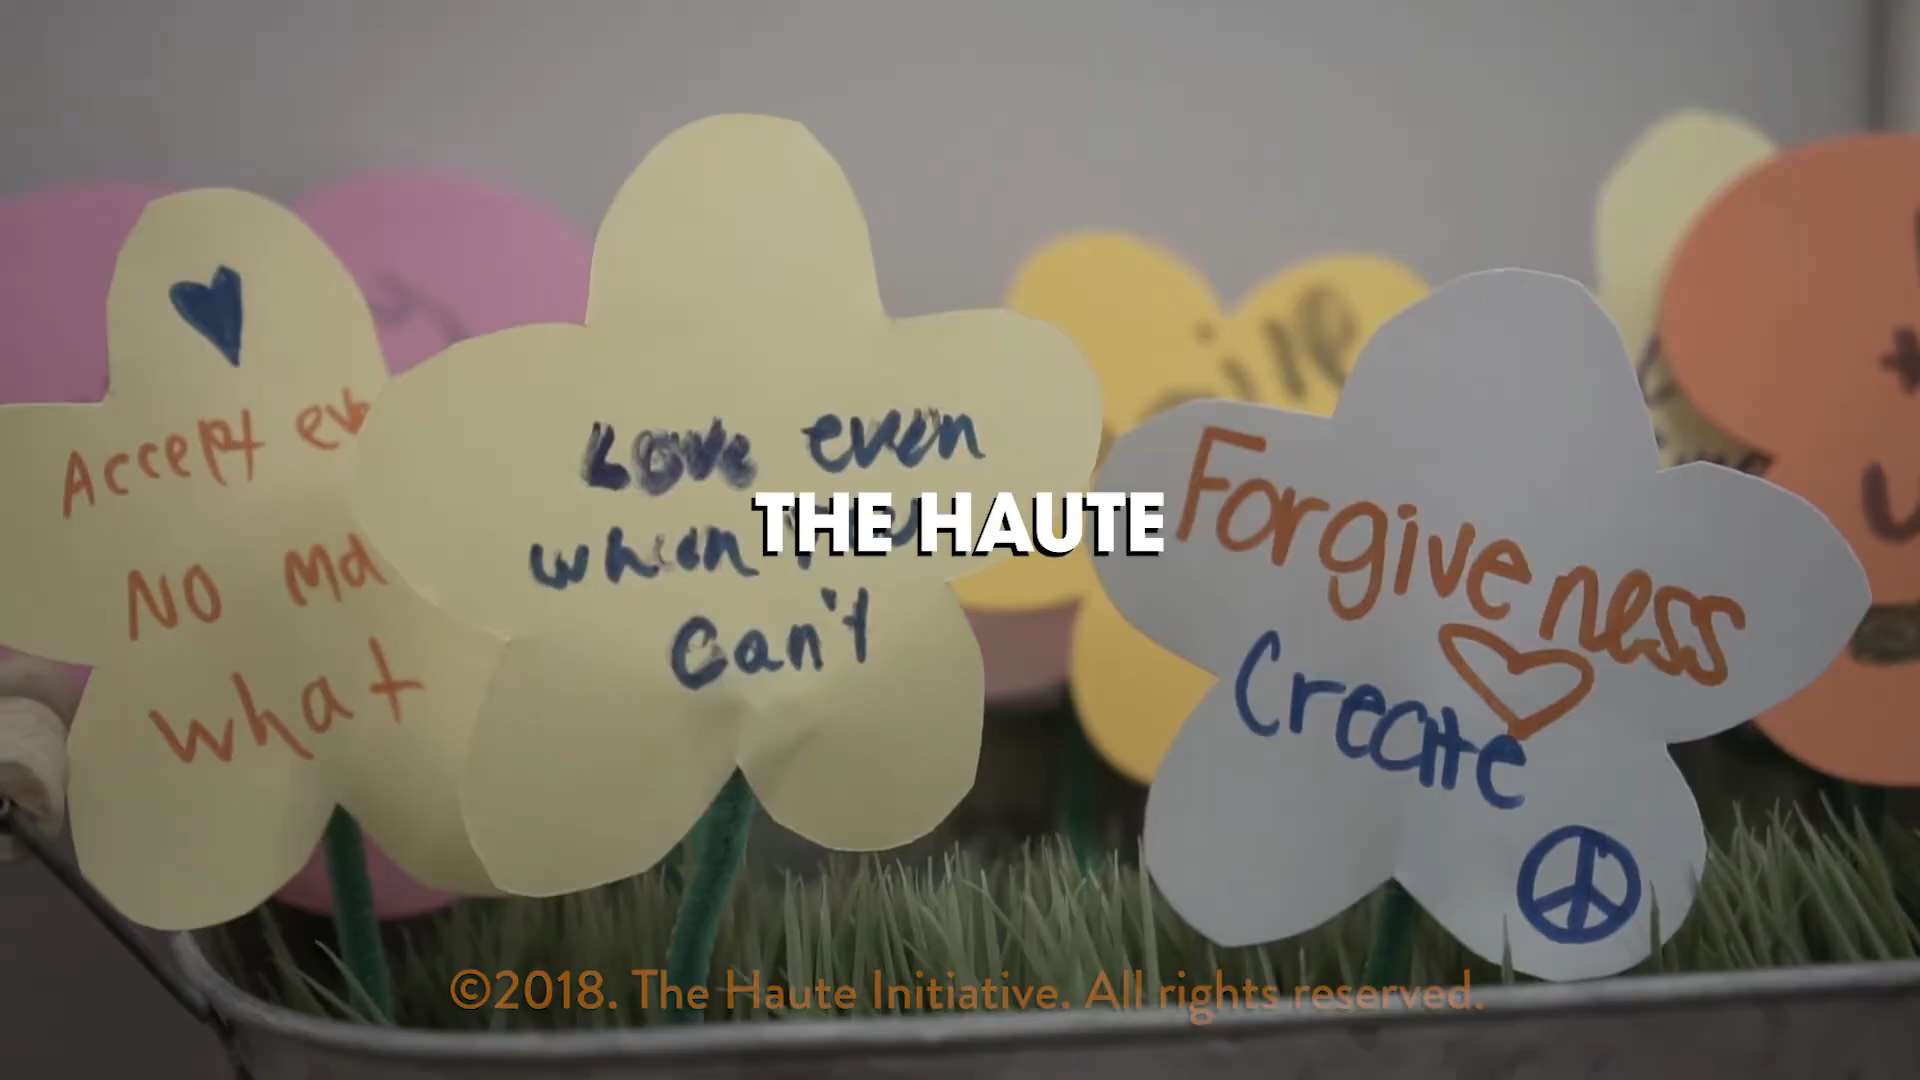 Accept ev
No ma
what
Love even
when
can't
THE HAUTE
Forgiveness
Create
©2018. The Haute Initiative. All rights reserved.